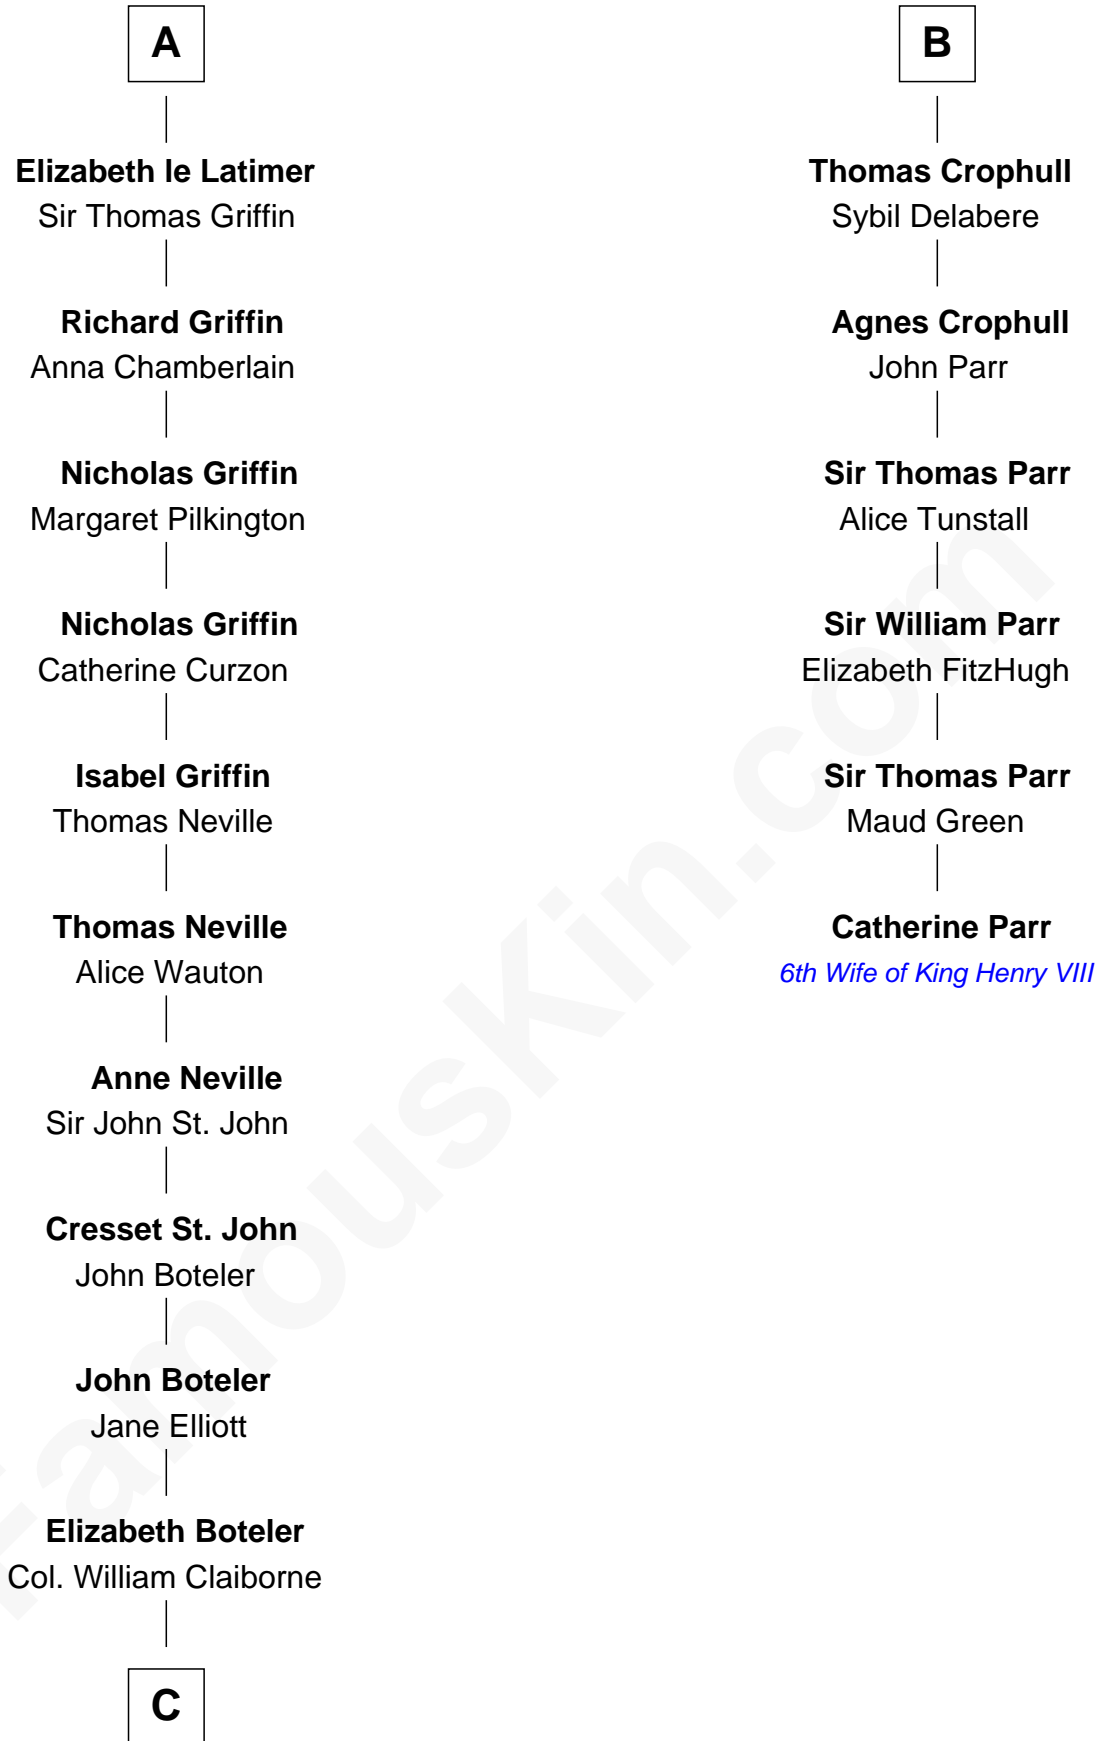 A
Elizabeth le Latimer
Sir Thomas Griffin
Richard Griffin
Anna Chamberlain
Nicholas Griffin
Margaret Pilkington
Nicholas Griffin
Catherine Curzon
Isabel Griffin
Thomas Neville
Thomas Neville
Alice Wauton
Anne Neville
Sir John St. John
Cresset St. John
John Boteler
John Boteler
Jane Elliott
Elizabeth Boteler
Col. William Claiborne
C
B
Thomas Crophull
Sybil Delabere
Agnes Crophull
John Parr
Sir Thomas Parr
Alice Tunstall
Sir William Parr
Elizabeth FitzHugh
Sir Thomas Parr
Maud Green
Catherine Parr
6th Wife of King Henry VIII
FamousKin.com